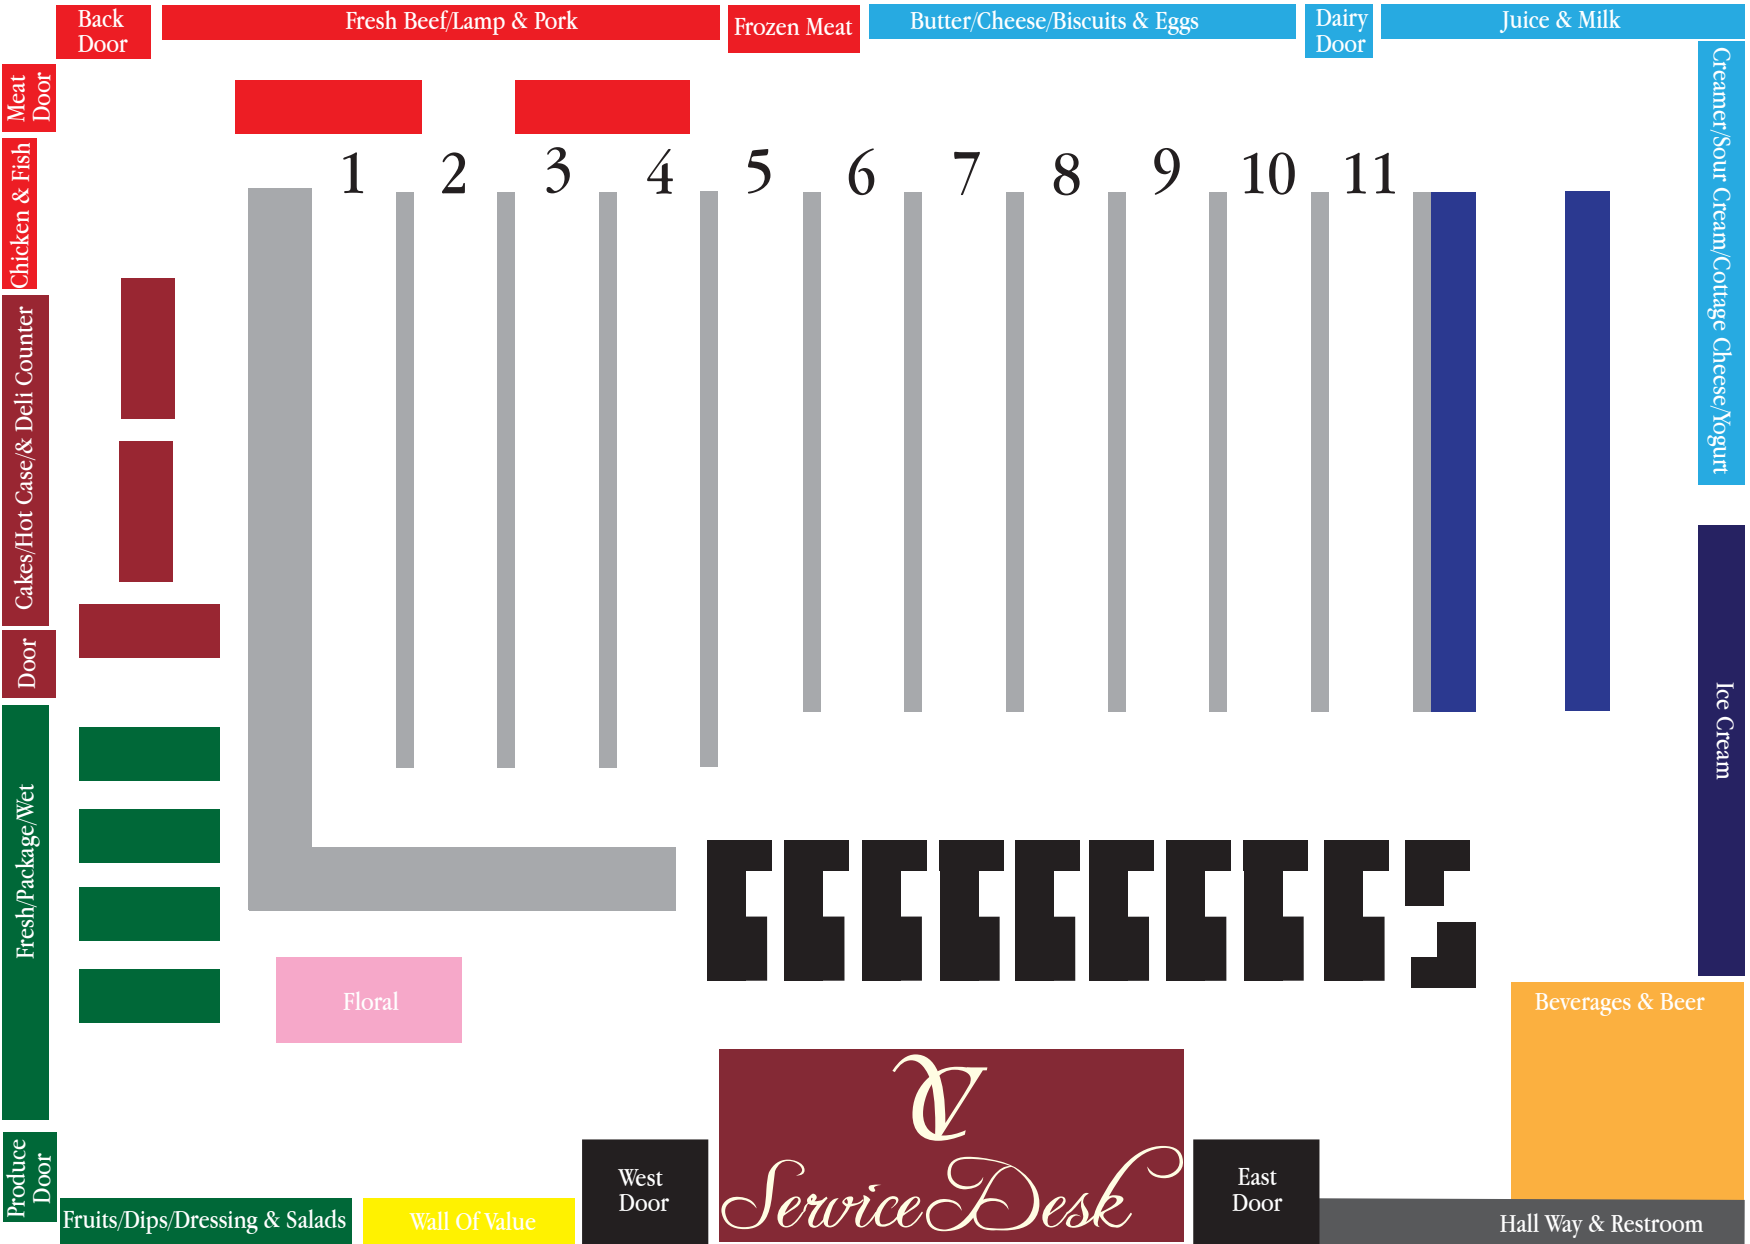 Back
Door
Fresh Beef/Lamp & Pork
Frozen Meat
Butter/Cheese/Biscuits & Eggs
Dairy
Door
Juice & Milk
Meat
Door
Chicken & Fish
Cakes/Hot Case/& Deli Counter
Door
Fresh/Package/Wet
Produce
Door
1 2 3 4 5 6 7 8 9 10 11
Creamer/Sour Cream/Cottage Cheese/Yogurt
Ice Cream
Floral
Beverages & Beer
CV
Service Desk
West
Door
East
Door
Fruits/Dips/Dressing & Salads
Wall Of Value
Hall Way & Restroom